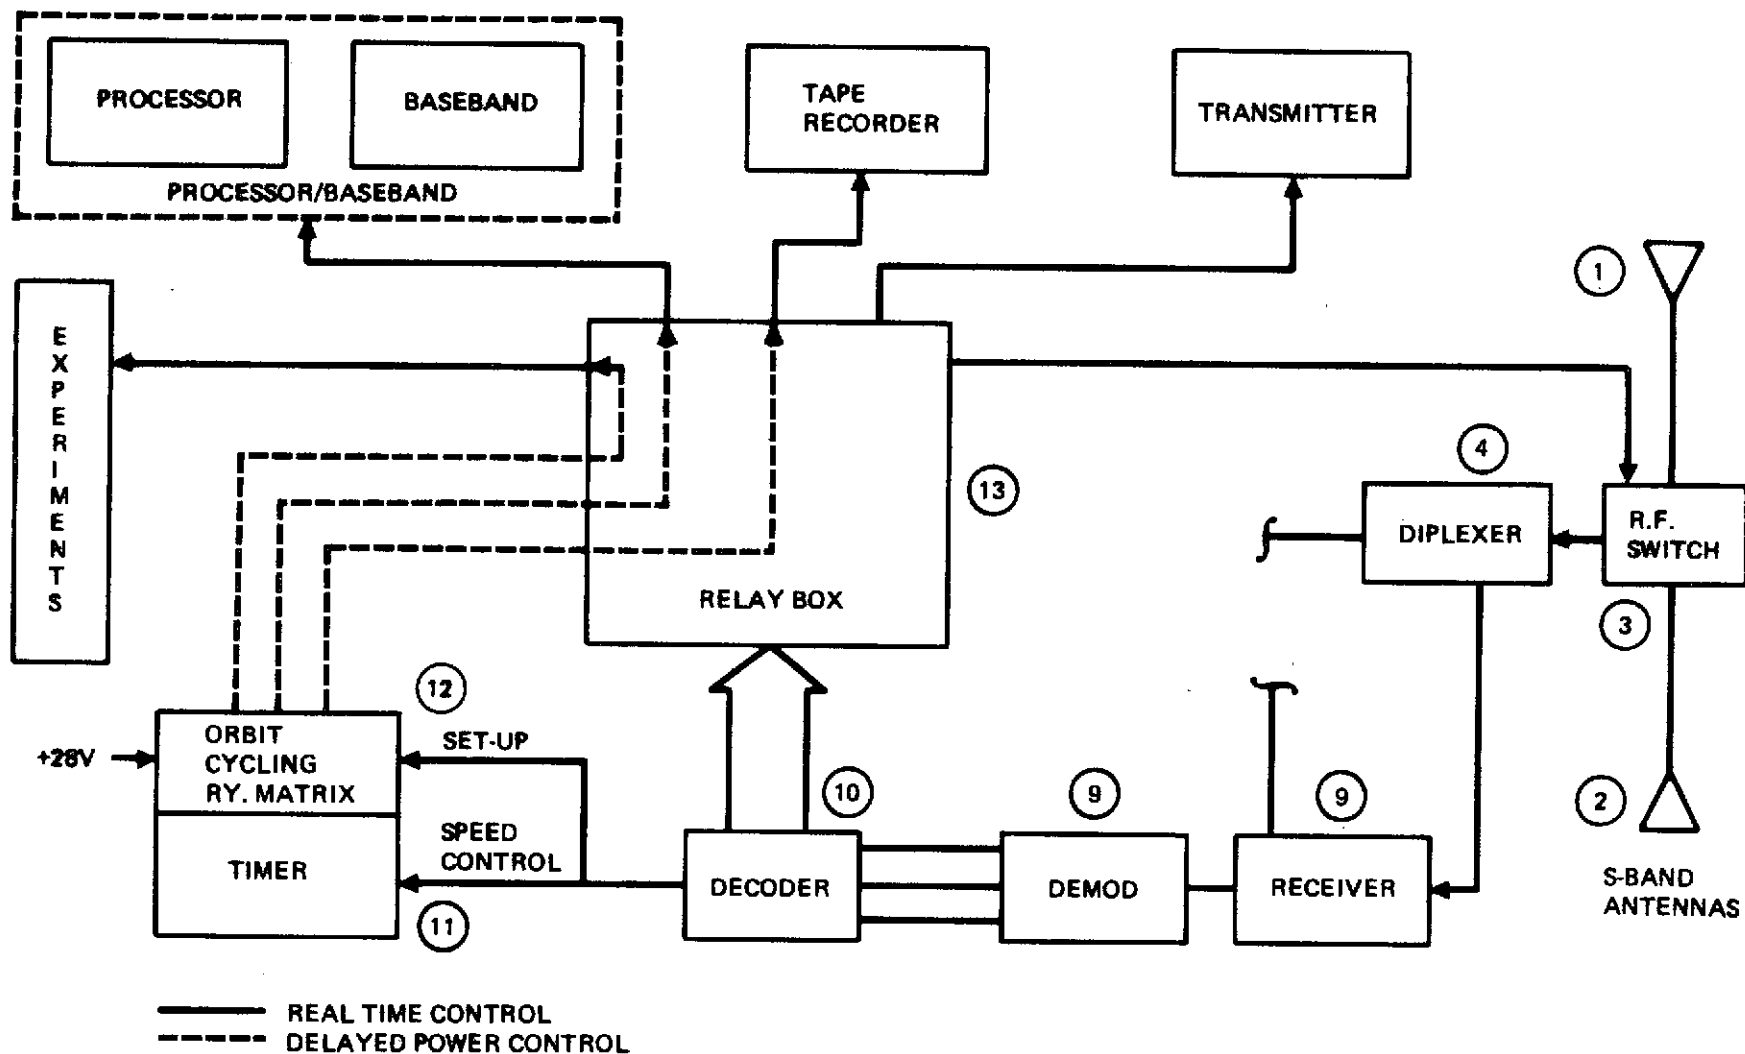 PROCESSOR
BASEBAND
PROCESSOR/BASEBAND
TAPE
RECORDER
TRANSMITTER
1
EXPERIMENTS
4
13
DIPLEXER
R.F.
SWITCH
RELAY BOX
3
12
ORBIT
CYCLING
RY. MATRIX
+28V
SET-UP
10
9
9
2
SPEED
CONTROL
TIMER
DECODER
DEMOD
RECEIVER
S-BAND
ANTENNAS
11
REAL TIME CONTROL
DELAYED POWER CONTROL